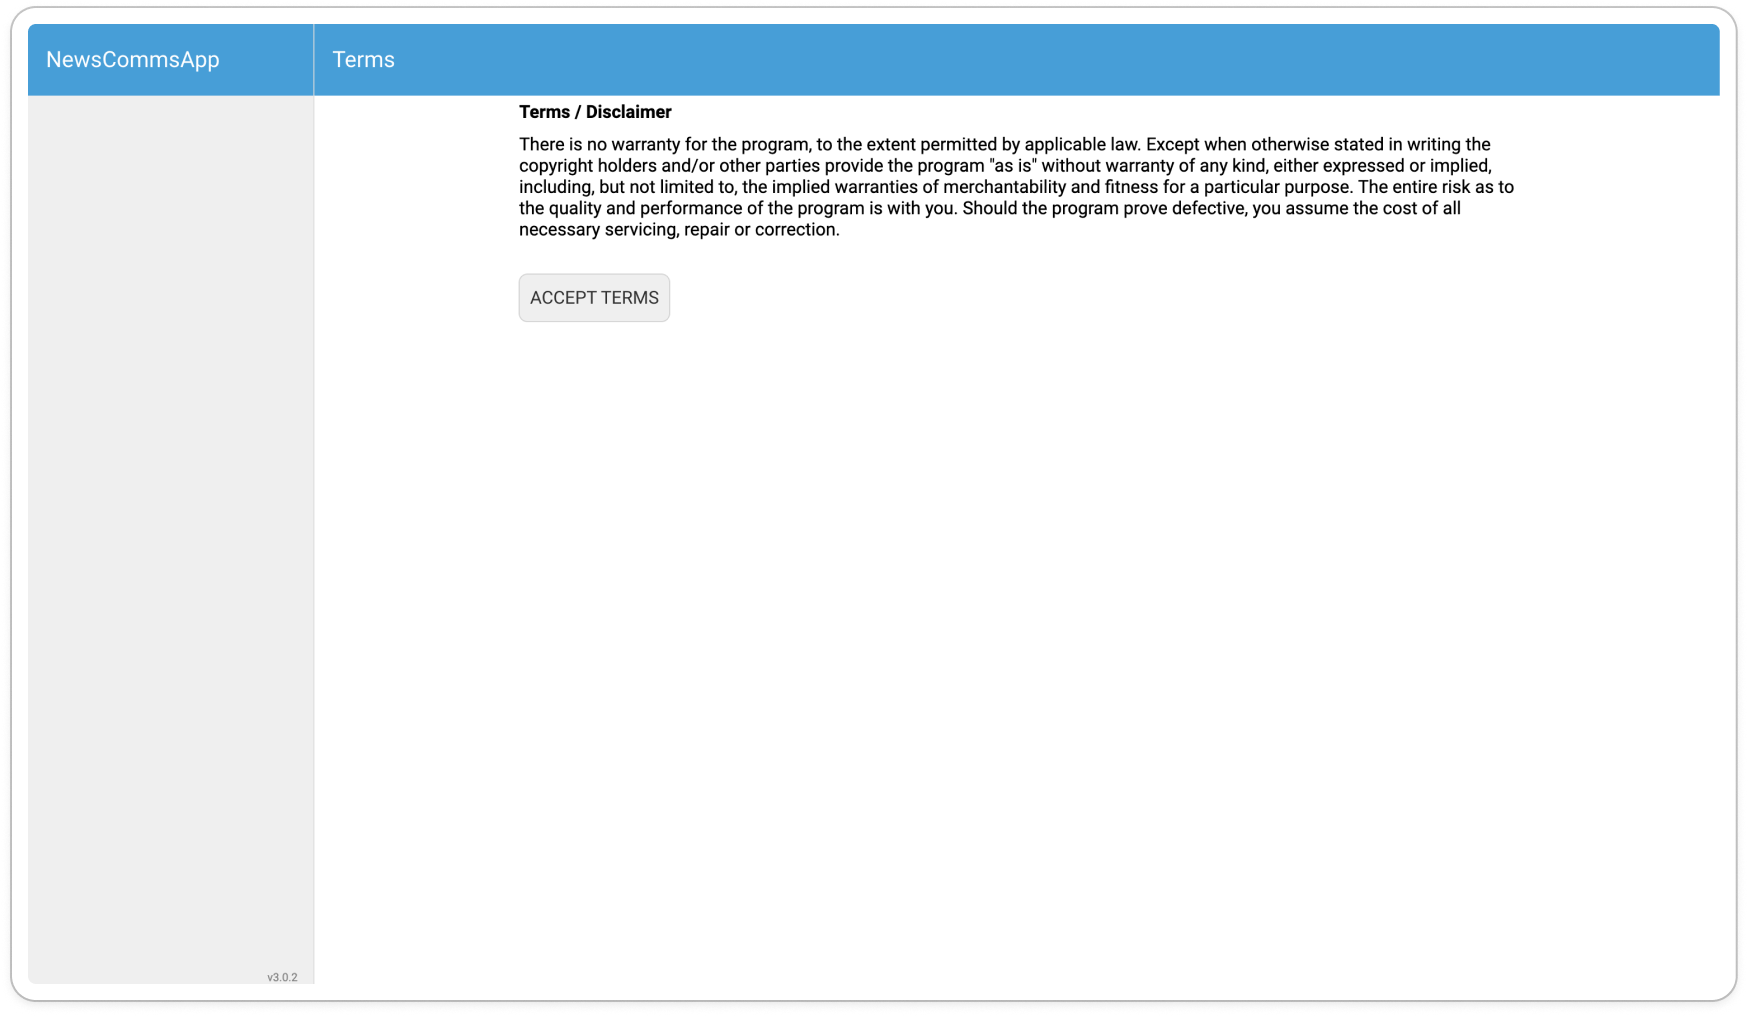 NewsCommsApp
Terms
Terms / Disclaimer
There is no warranty for the program, to the extent permitted by applicable law. Except when otherwise stated in writing the
copyright holders and/or other parties provide the program "as is" without warranty of any kind, either expressed or implied,
including, but not limited to, the implied warranties of merchantability and fitness for a particular purpose. The entire risk as to
the quality and performance of the program is with you. Should the program prove defective, you assume the cost of all
necessary servicing, repair or correction.
ACCEPT TERMS
v3.0.2